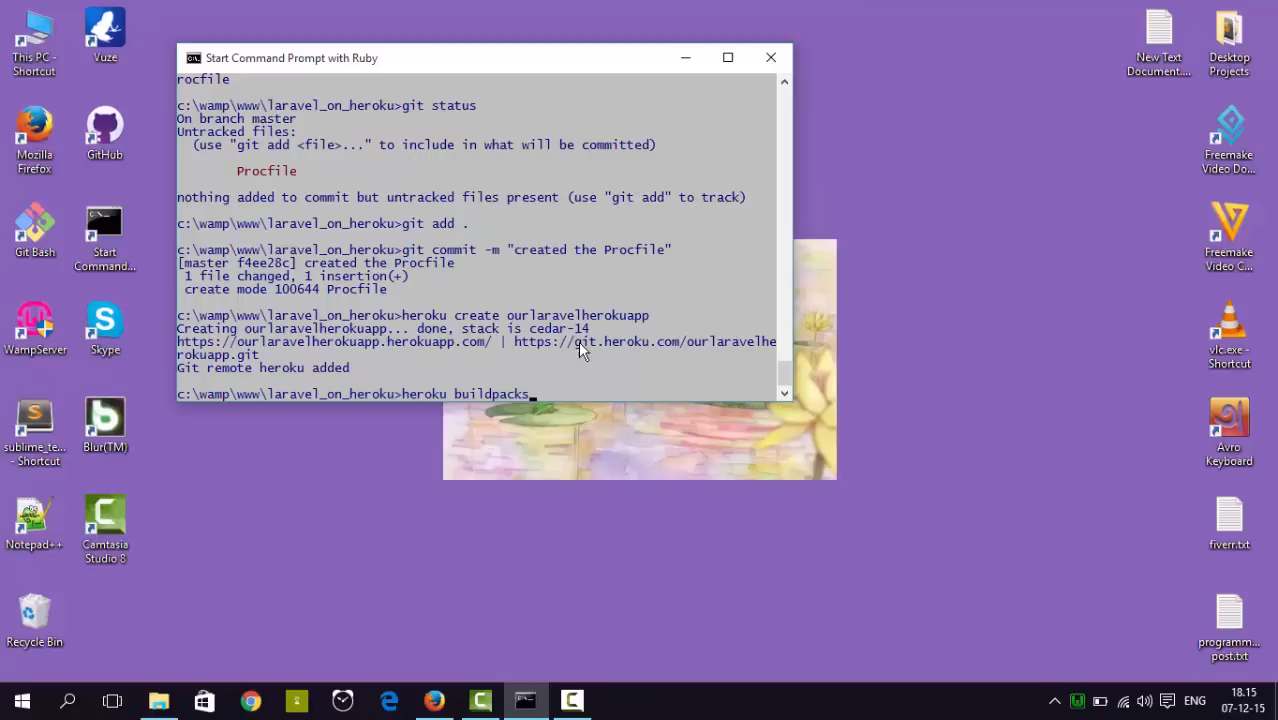 This PC -
Shortcut
Vuze
Mozilla
Firefox
GitHub
Git Bash
Start
Command...
WampServer
Skype
sublime_te...
- Shortcut
Blur(TM)
Notepad++
Camtasia
Studio 8
Recycle Bin
Start Command Prompt with Ruby
rocfile
c:\wamp\www\laravel_on_heroku>git status
On branch master
Untracked files:
(use "git add <file>..." to include in what will be committed)
Procfile
nothing added to commit but untracked files present (use "git add" to track)
c:\wamp\www\laravel_on_heroku>git add .
c:\wamp\www\laravel_on_heroku>git commit -m "created the Procfile"
[master f4ee28c] created the Procfile
1 file changed, 1 insertion(+)
create mode 100644 Procfile
c:\wamp\www\laravel_on_heroku>heroku create ourlaravelherokuapp
Creating ourlaravelherokuapp... done, stack is cedar-14
https://ourlaravelherokuapp.herokuapp.com/ | https://git.heroku.com/ourlaravelhe
rokuapp.git
Git remote heroku added
c:\wamp\www\laravel_on_heroku>heroku buildpacks
New Text
Document....
Desktop
Projects
Freemake
Video Do...
Freemake
Video C...
vlc.exe -
Shortcut
Avro
Keyboard
fiverr.txt
programm...
post.txt
ENG
18.15
07-12-15